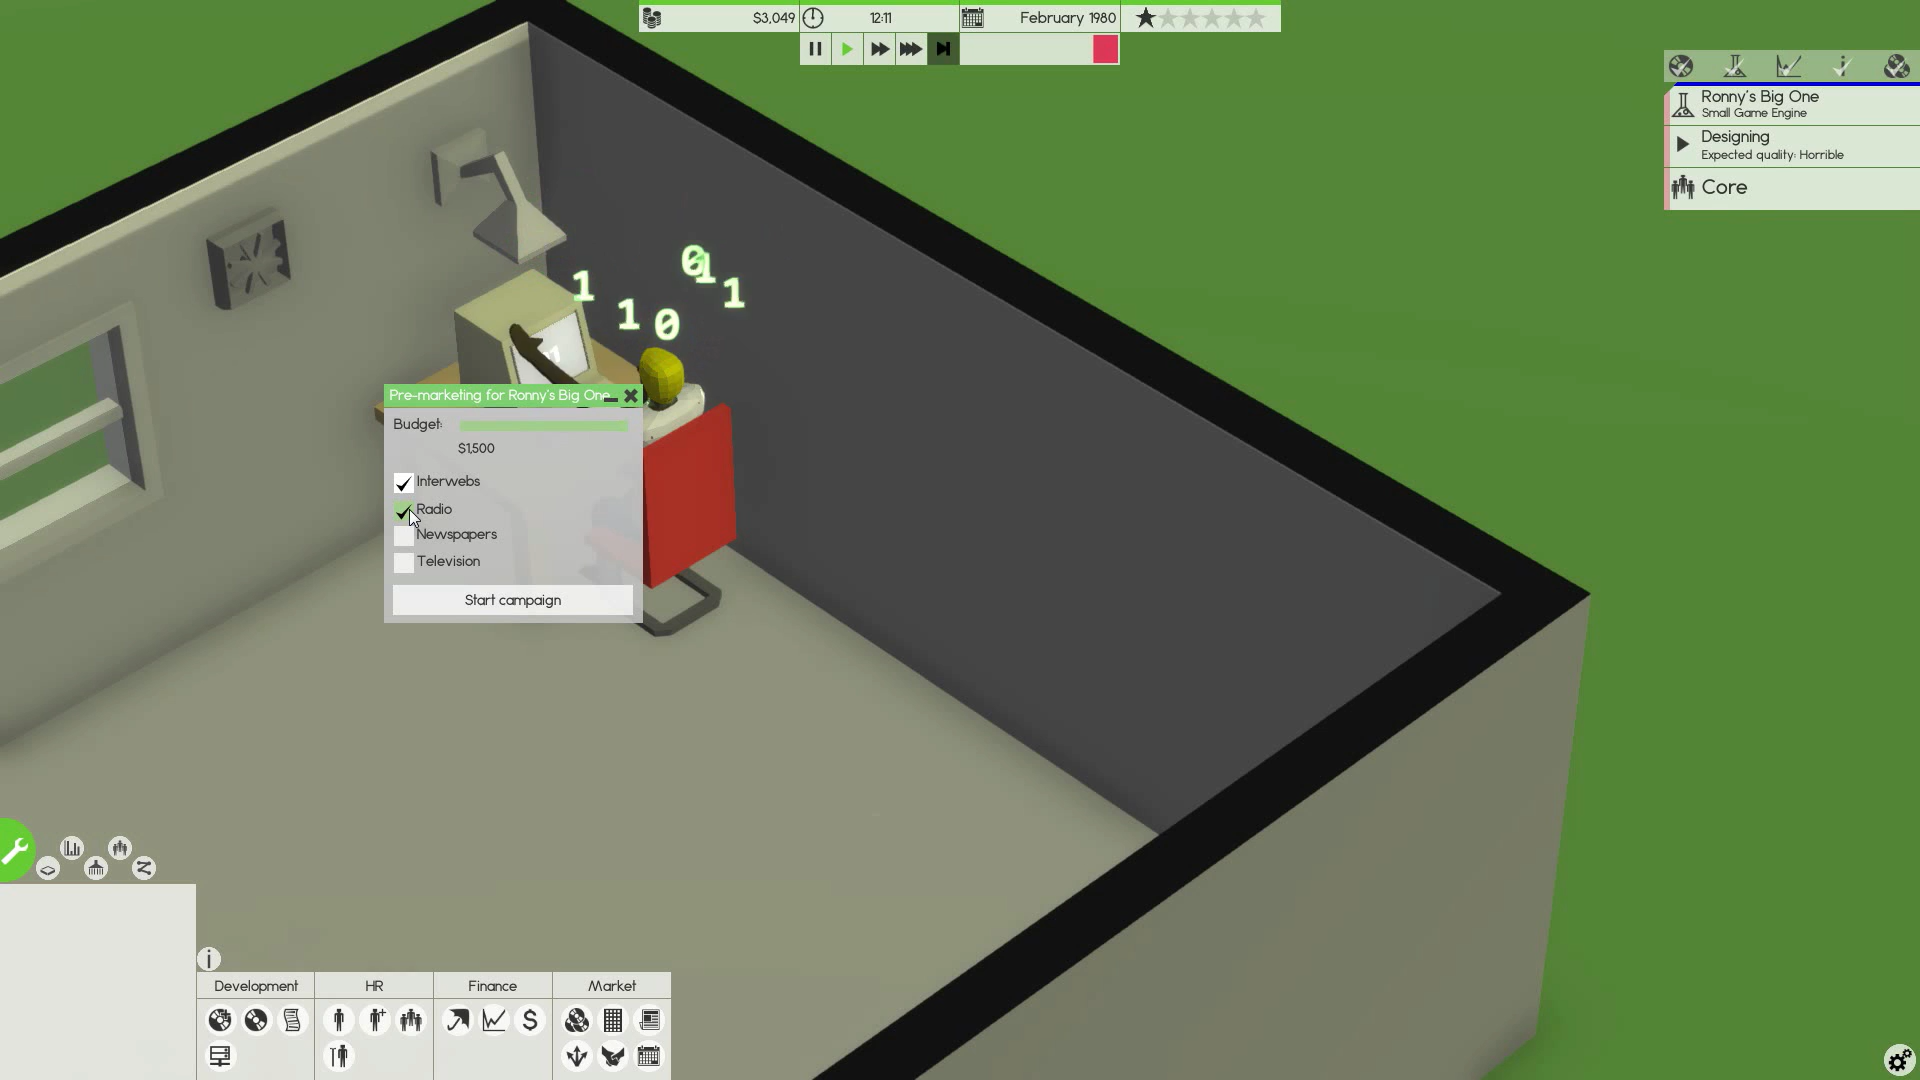 $3,049
12:11
February 1980
Ronny's Big One
Small Game Engine
Designing
Expected quality: Horrible
Core
1
0
1
1
1
0
Pre-marketing for Ronny's Big One
Budget:
$1,500
Interwebs
Radio
Newspapers
Television
Start campaign
i
Development
HR
Finance
Market